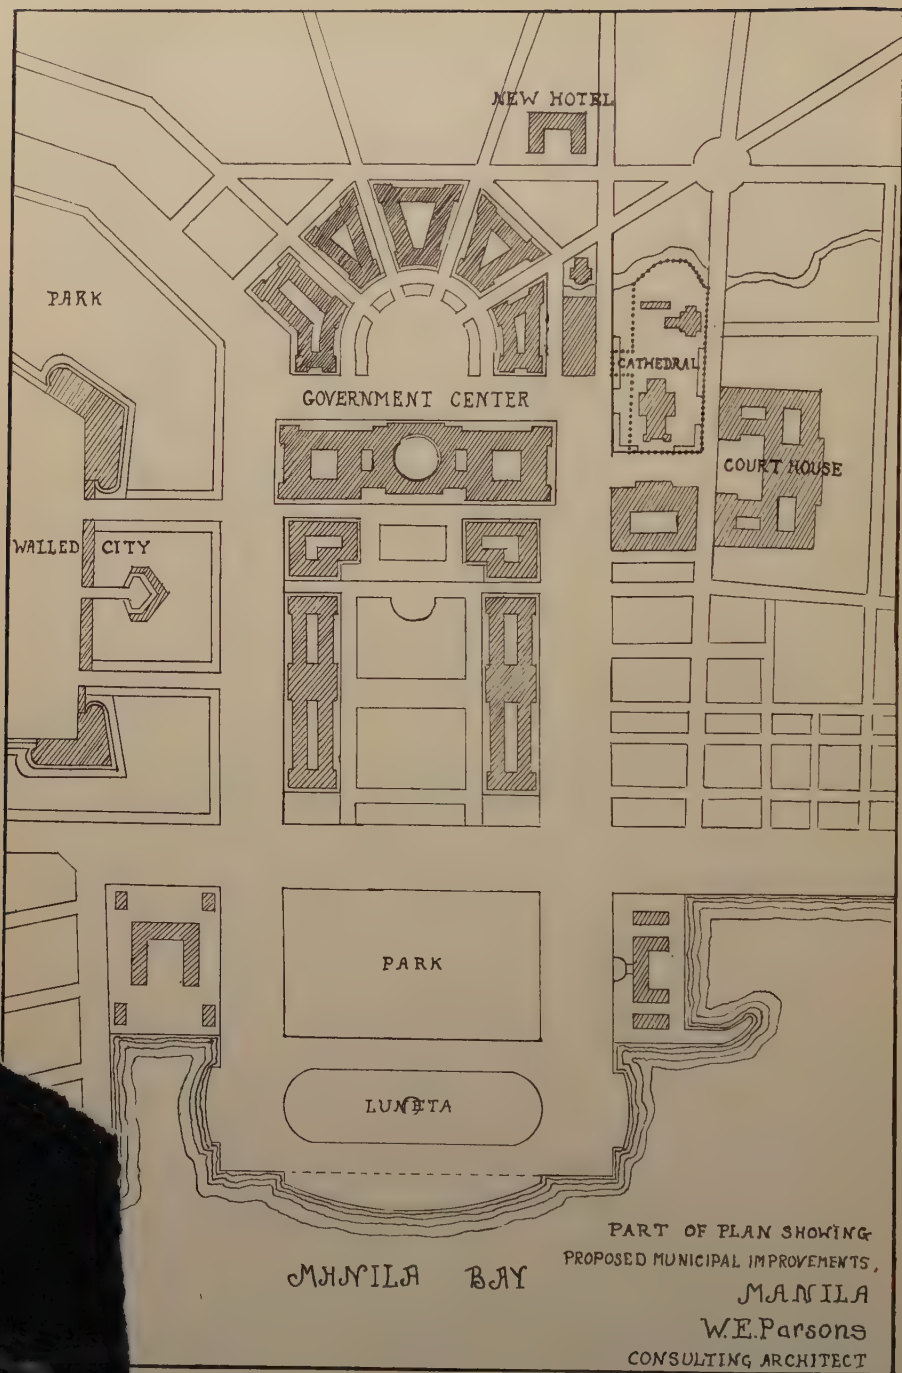 NEW HOTEL
PARK
CATHEDRAL
GOVERNMENT CENTER
COURT HOUSE
WALLED CITY
PARK
LUNETA
MANILA BAY
PART OF PLAN SHOWING
PROPOSED MUNICIPAL IMPROVEMENTS,
MANILA
W.E.Parsons
CONSULTING ARCHITECT